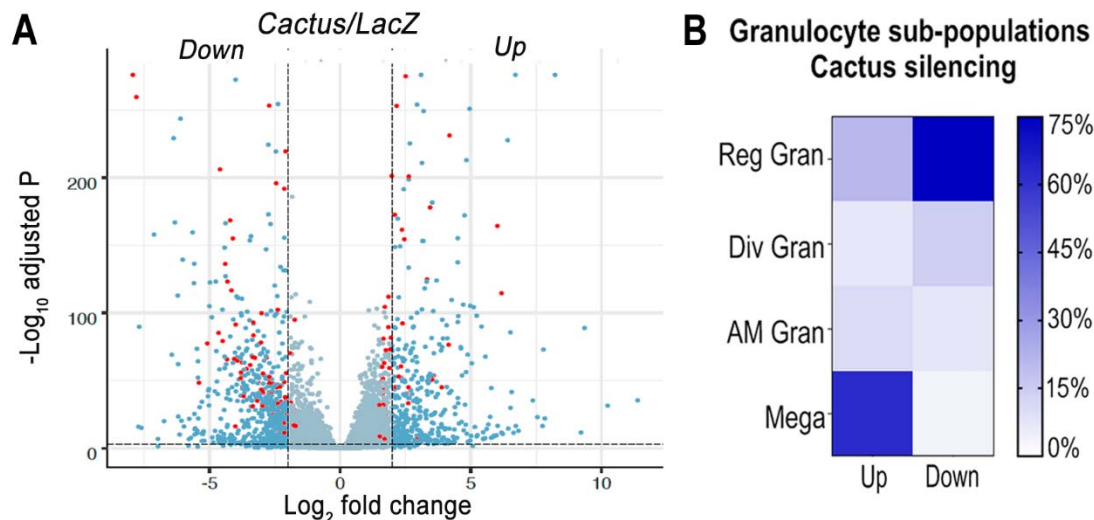 A
Cactus/LacZ
Down
Up
-Log10 adjusted P
200
100
0
-5
0
5
10
Log2 fold change
B
Granulocyte sub-populations
Cactus silencing
Reg Gran
Div Gran
AM Gran
Mega
Up
Down
75%
60%
45%
30%
15%
0%